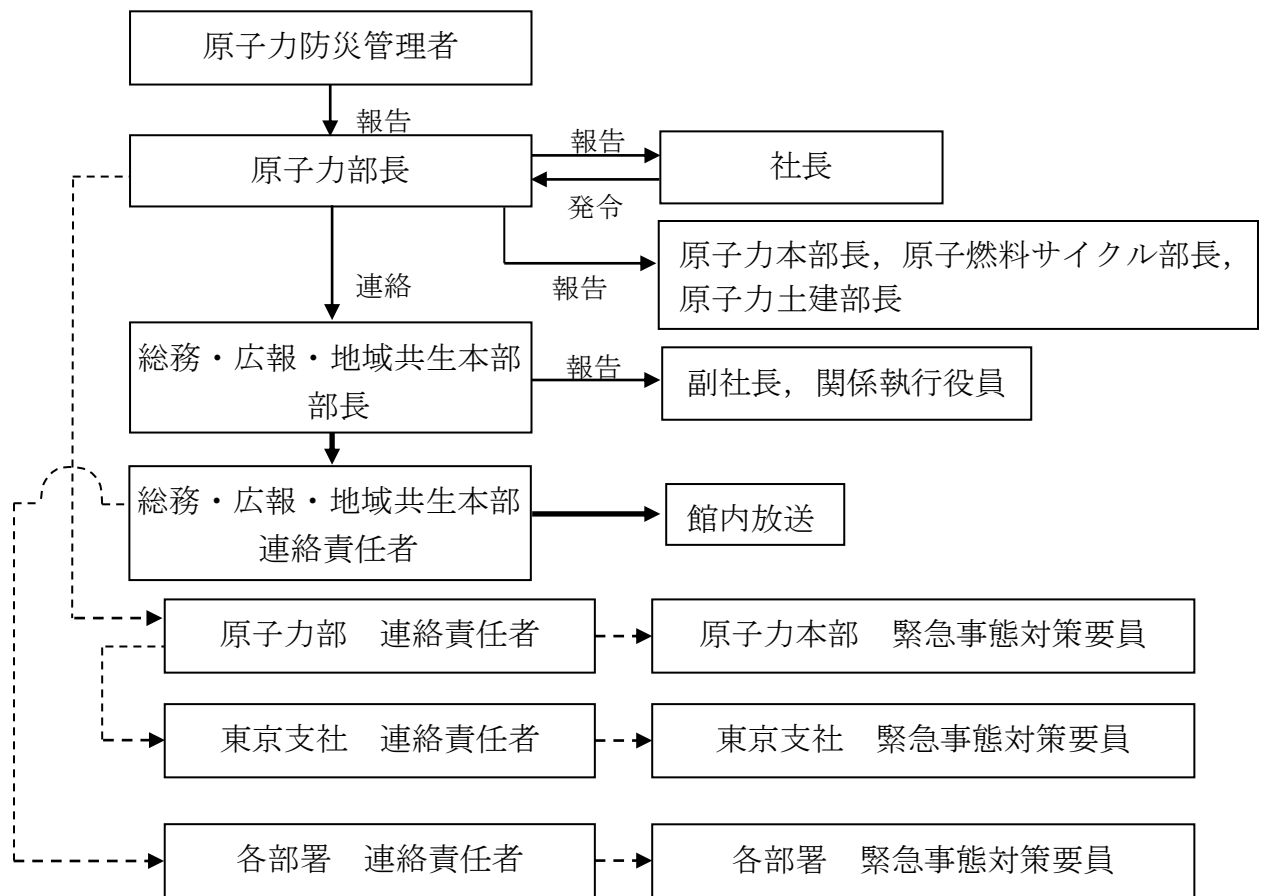 原子力防災管理者
報告
原子力部長
報告
社長
発令
原子力本部長，原子燃料サイクル部長，
原子力土建部長
連絡
報告
総務・広報・地域共生本部
部長
報告
副社長，関係執行役員
総務・広報・地域共生本部
連絡責任者
館内放送
原子力部　連絡責任者
原子力本部　緊急事態対策要員
東京支社　連絡責任者
東京支社　緊急事態対策要員
各部署　連絡責任者
各部署　緊急事態対策要員